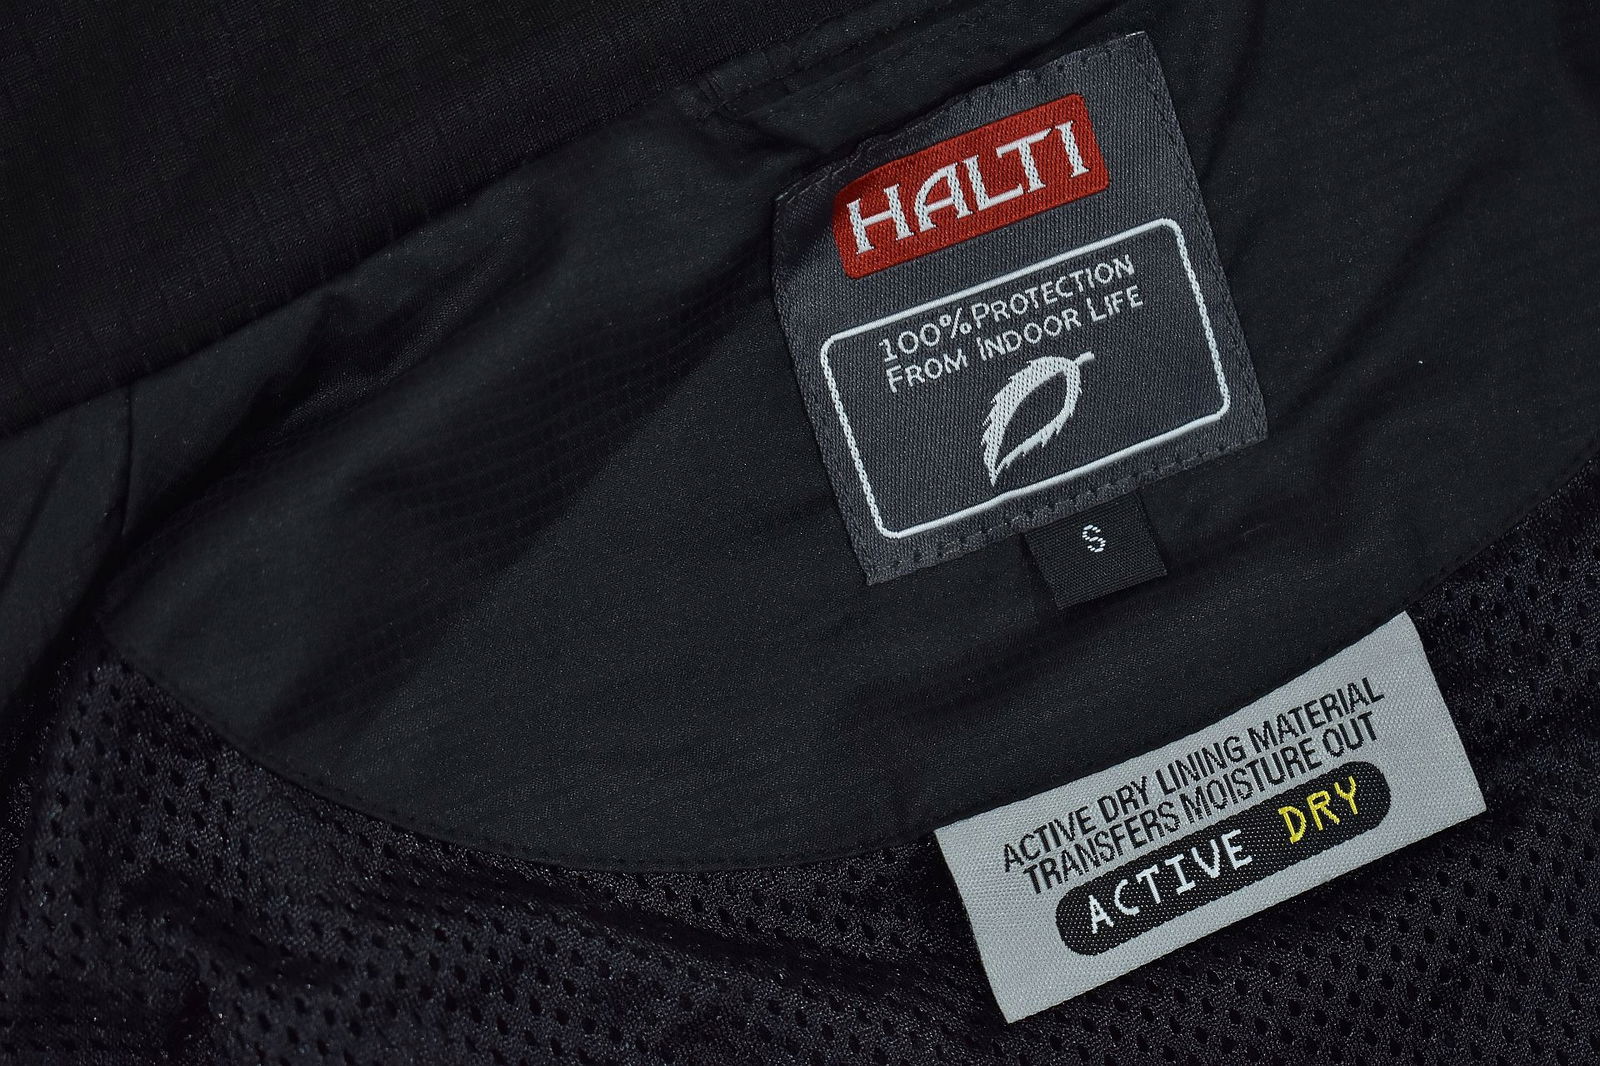 HALTI
100% PROTECTION
FROM INDOOR LIFE
S
ACTIVE DRY LINING MATERIAL
TRANSFERS MOISTURE OUT
ACTIVE DRY